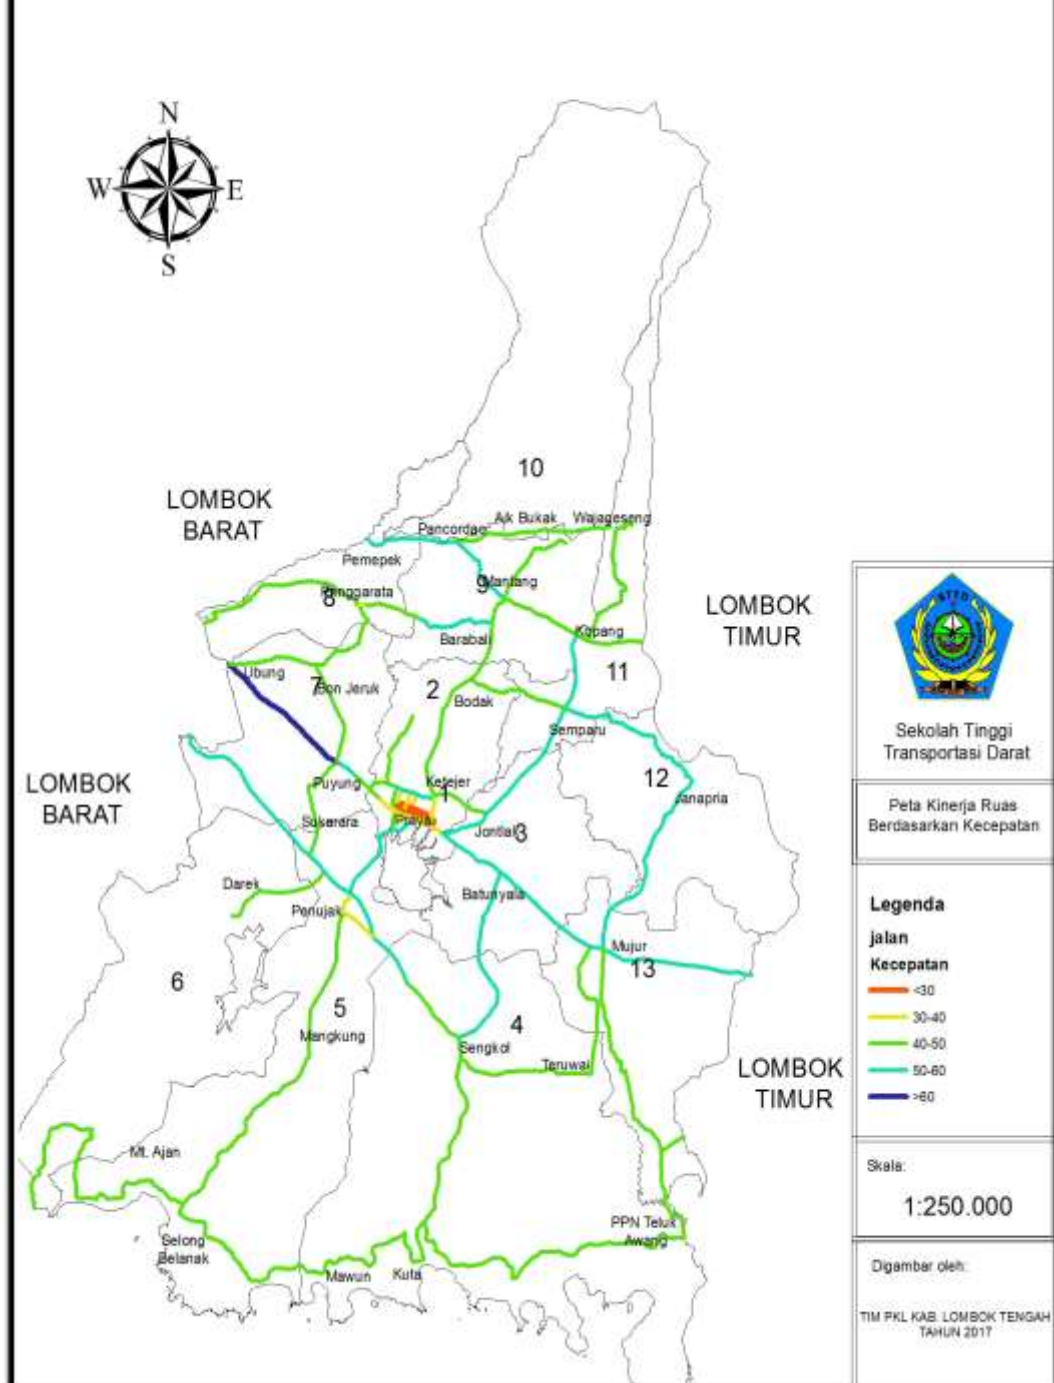 N
W E
S
10
LOMBOK
BARAT
Pancordao
Aik Bukak
Wajageseng
Pemepek
9
Mantang
8
Pringgarata
LOMBOK
TIMUR
Kopang
Barabali
Ubung
7
Bon Jeruk
2
Bodak
11
Semparu
LOMBOK
BARAT
Puyung
Ketejer
1
12
Janapria
Sukarara
Praya
Jontlak
3
Darek
Batunyala
Penujak
Mujur
13
6
5
Mangkung
4
Sengkol
Teruwai
LOMBOK
TIMUR
Mt. Ajan
PPN Teluk
Awang
Selong
Belanak
Mawun
Kuta
STTD
Sekolah Tinggi
Transportasi Darat
Peta Kinerja Ruas
Berdasarkan Kecepatan
Legenda
jalan
Kecepatan
<30
30-40
40-50
50-60
>60
Skala:
1:250.000
Digambar oleh:
TIM PKL KAB. LOMBOK TENGAH
TAHUN 2017